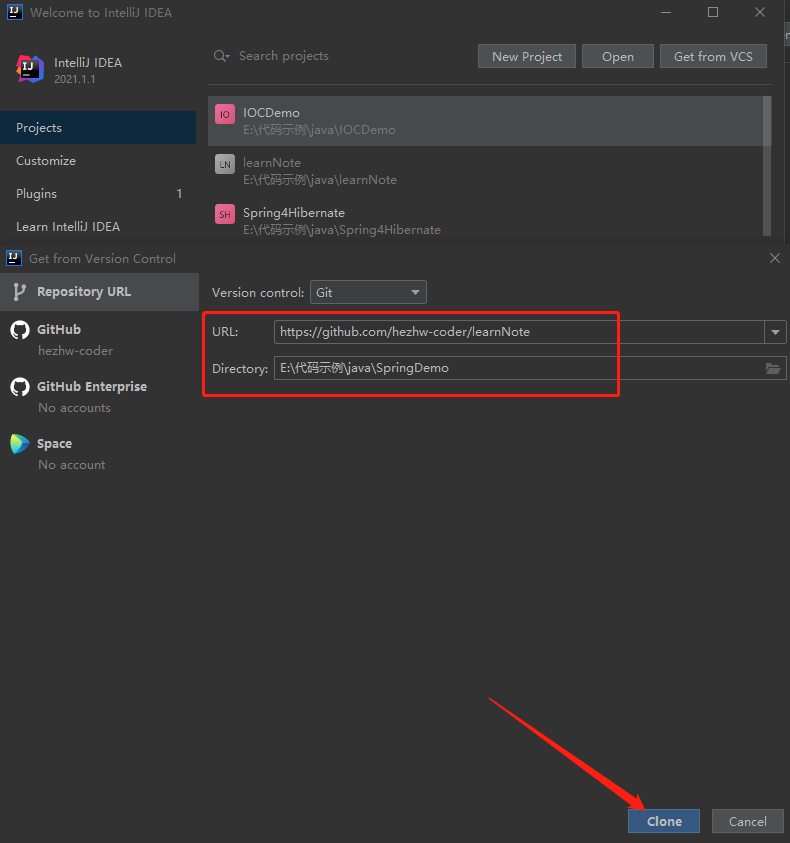 Welcome to IntelliJ IDEA
IntelliJ IDEA
2021.1.1
Search projects
New Project
Open
Get from VCS
Projects
Customize
Plugins
1
Learn IntelliJ IDEA
IO
IOCDemo
E:\代码示例\java\IOCDemo
LN
learnNote
E:\代码示例\java\learnNote
SH
Spring4Hibernate
E:\代码示例\java\Spring4Hibernate
Get from Version Control
Repository URL
GitHub
hezhw-coder
GitHub Enterprise
No accounts
Space
No account
Version control:
Git
URL:
https://github.com/hezhw-coder/learnNote
Directory:
E:\代码示例\java\SpringDemo
Clone
Cancel